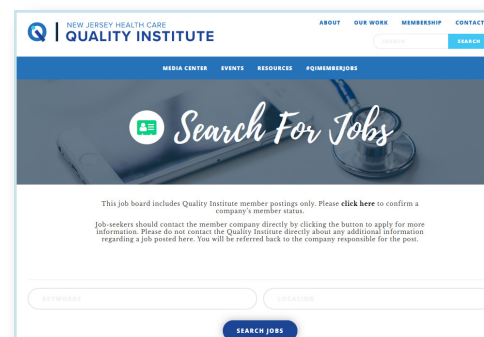 NEW JERSEY HEALTH CARE
QUALITY INSTITUTE
ABOUT OUR WORK MEMBERSHIP CONTACT
SEARCH SEARCH
MEDIA CENTER EVENTS RESOURCES #QIMEMBERJOBS
Search For Jobs
This job board includes Quality Institute member postings only. Please click here to confirm a
company's member status.
Job-seekers should contact the member company directly by clicking the button to apply for more
information. Please do not contact the Quality Institute directly about any additional information
regarding a job posted here. You will be referred back to the company responsible for the post.
KEYWORDS LOCATION
SEARCH JOBS